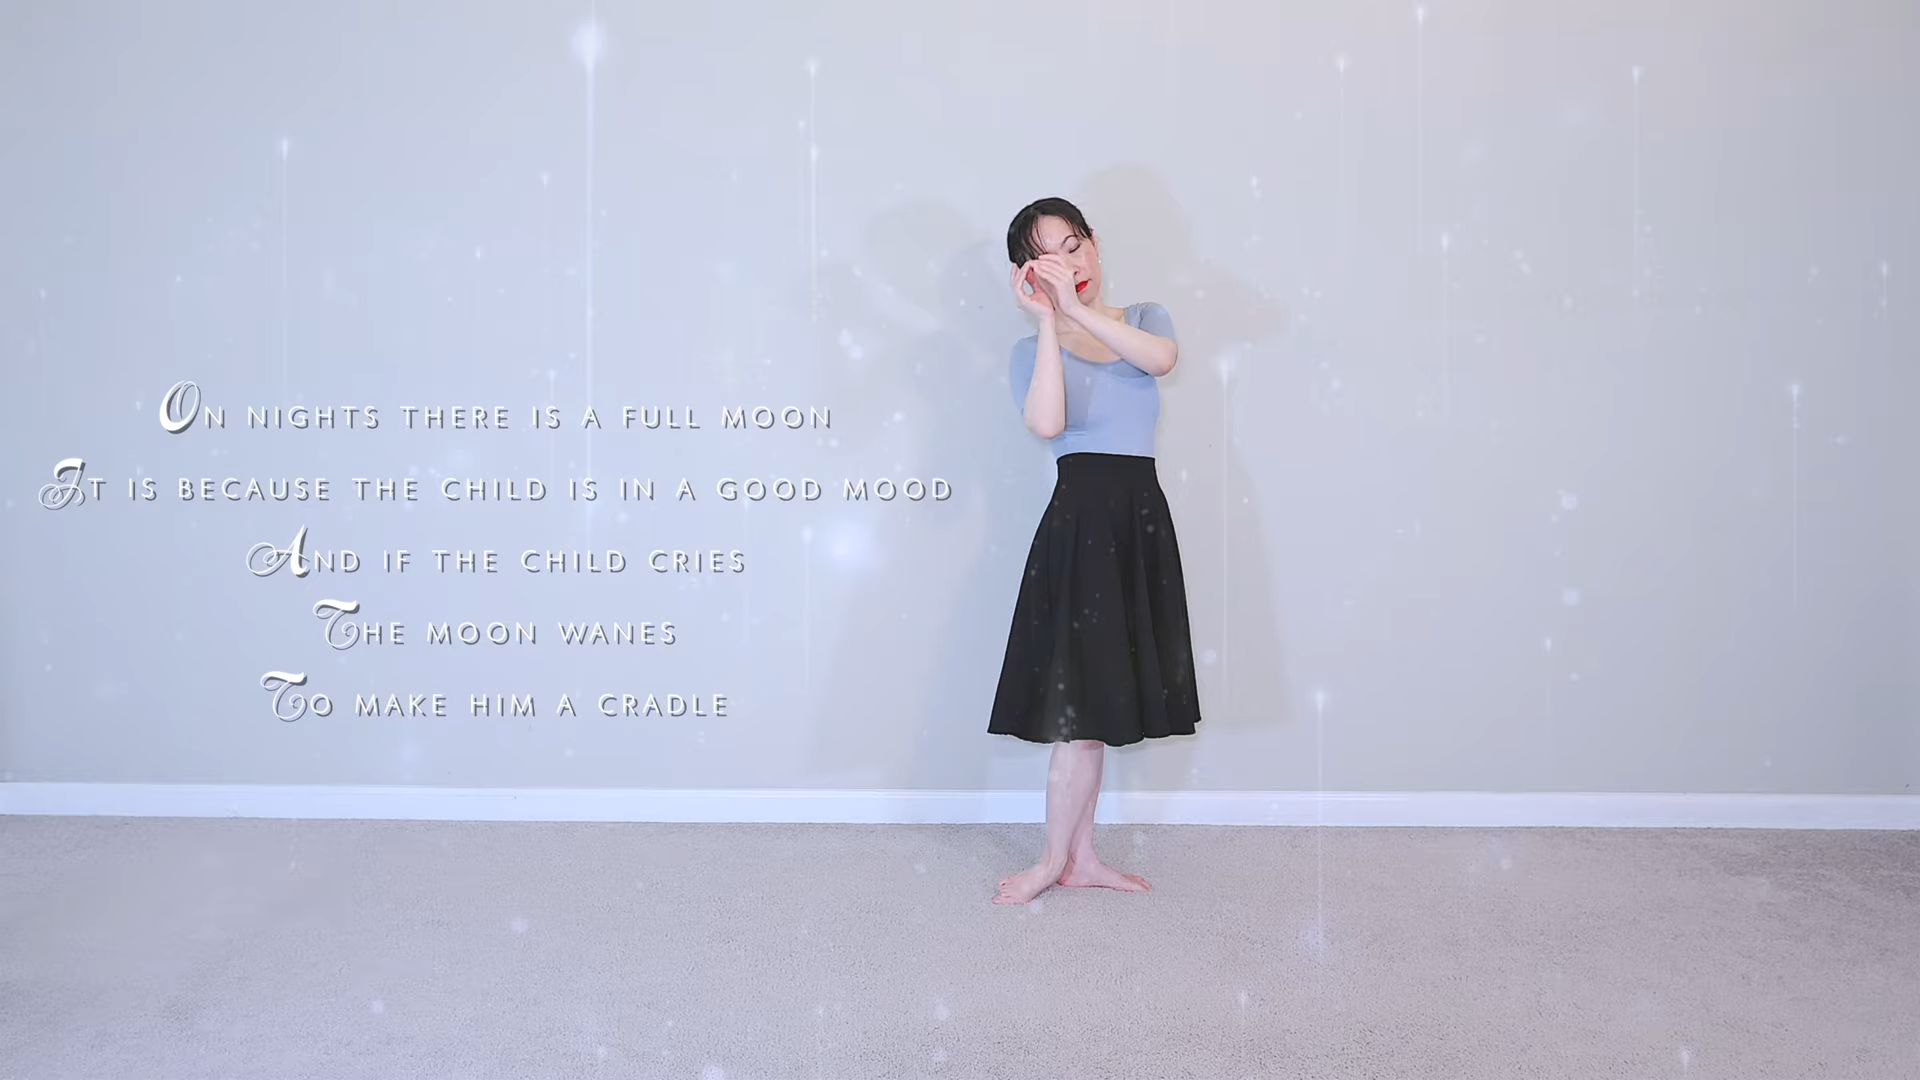 On nights there is a full moon
It is because the child is in a good mood
And if the child cries
The moon wanes
To make him a cradle